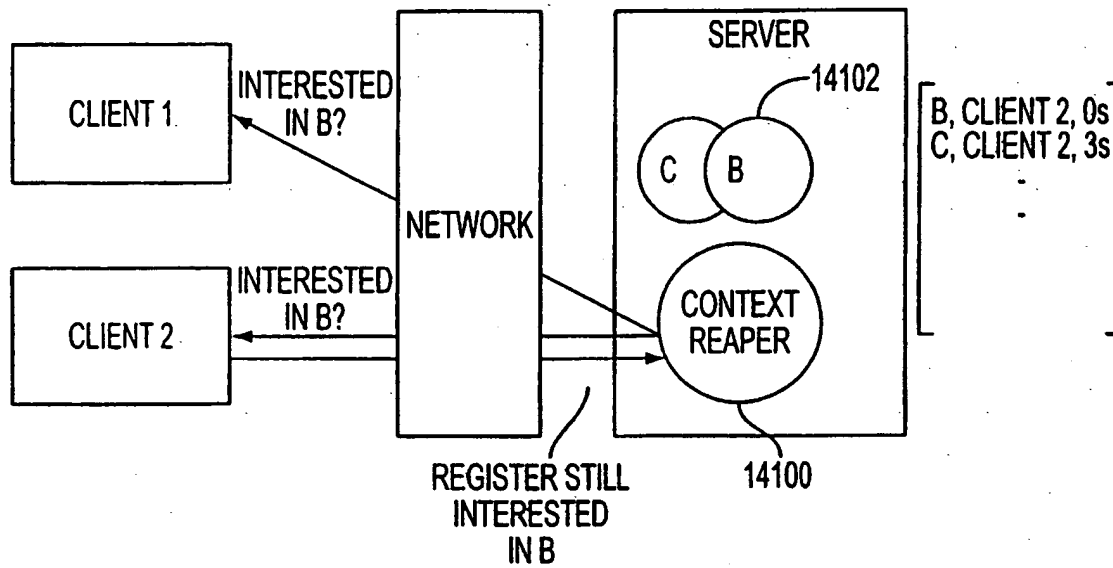 SERVER
14102
CLIENT 1
INTERESTED
IN B?
B, CLIENT 2, 0s
C, CLIENT 2, 3s
C
B
NETWORK
CLIENT 2
INTERESTED
IN B?
CONTEXT
REAPER
REGISTER STILL
INTERESTED
IN B
14100